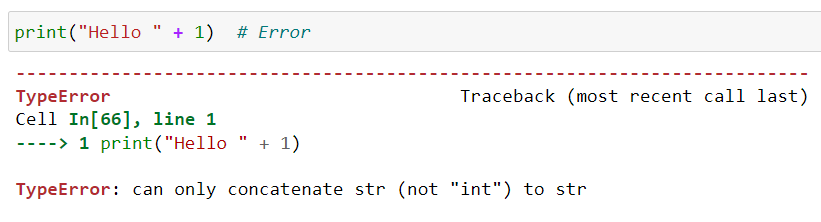 print("Hello " + 1)  # Error
---------------------------------------------------------------------------
TypeError                                 Traceback (most recent call last)
Cell In[66], line 1
----> 1 print("Hello " + 1)
TypeError: can only concatenate str (not "int") to str